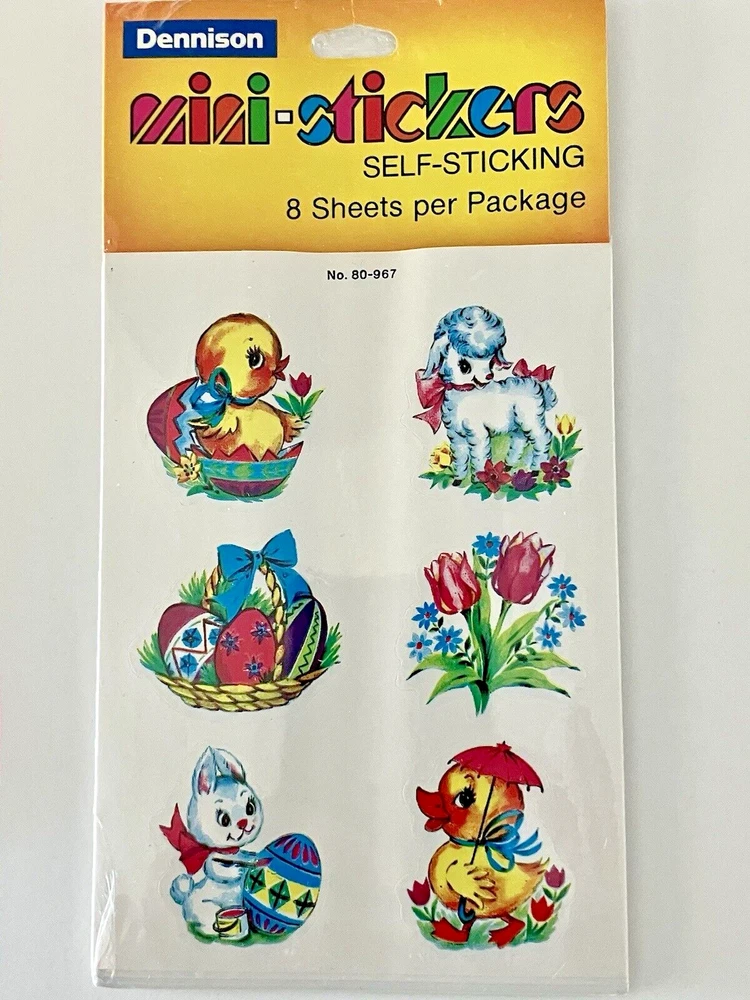 Dennison
mini-stickers
SELF-STICKING
8 Sheets per Package
No. 80-967